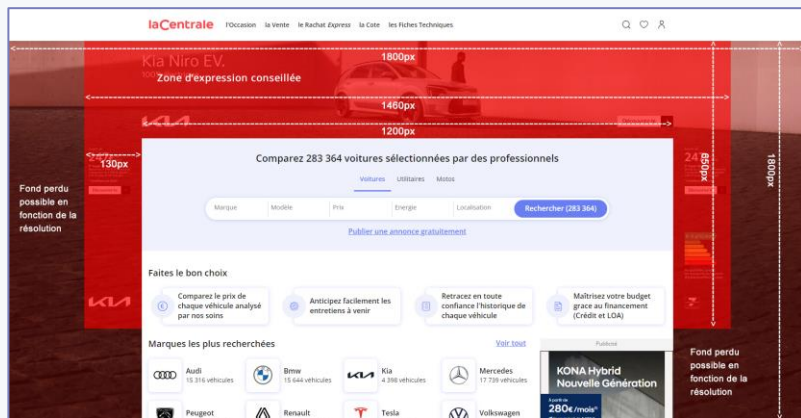 laCentrale
l'Occasion la Vente le Rachat Express la Cote les Fiches Techniques
Kia Niro EV.
1800px
Zone d'expression conseillée
1460px
KIA
1200px
130px
850px
1800px
Comparez 283 364 voitures sélectionnées par des professionnels
Voitures Utilitaires Motos
Marque Modèle Prix Energie Localisation Rechercher (283 364)
Publier une annonce gratuitement
Fond perdu
possible en
fonction de la
résolution
Faites le bon choix
Comparez le prix de
chaque véhicule analysé
par nos soins
Anticipez facilement les
entretiens à venir
Retracez en toute
confiance l'historique de
chaque véhicule
Maîtrisez votre budget
grace au financement
(Crédit et LOA)
KIA
Marques les plus recherchées
Voir tout
Publicité
Audi
15 316 véhicules
Bmw
15 644 véhicules
Kia
4 398 véhicules
Mercedes
17 739 véhicules
KONA Hybrid
Nouvelle Génération
À partir de
280€/mois
Fond perdu
possible en
fonction de la
résolution
Peugeot
Renault
Tesla
Volkswagen